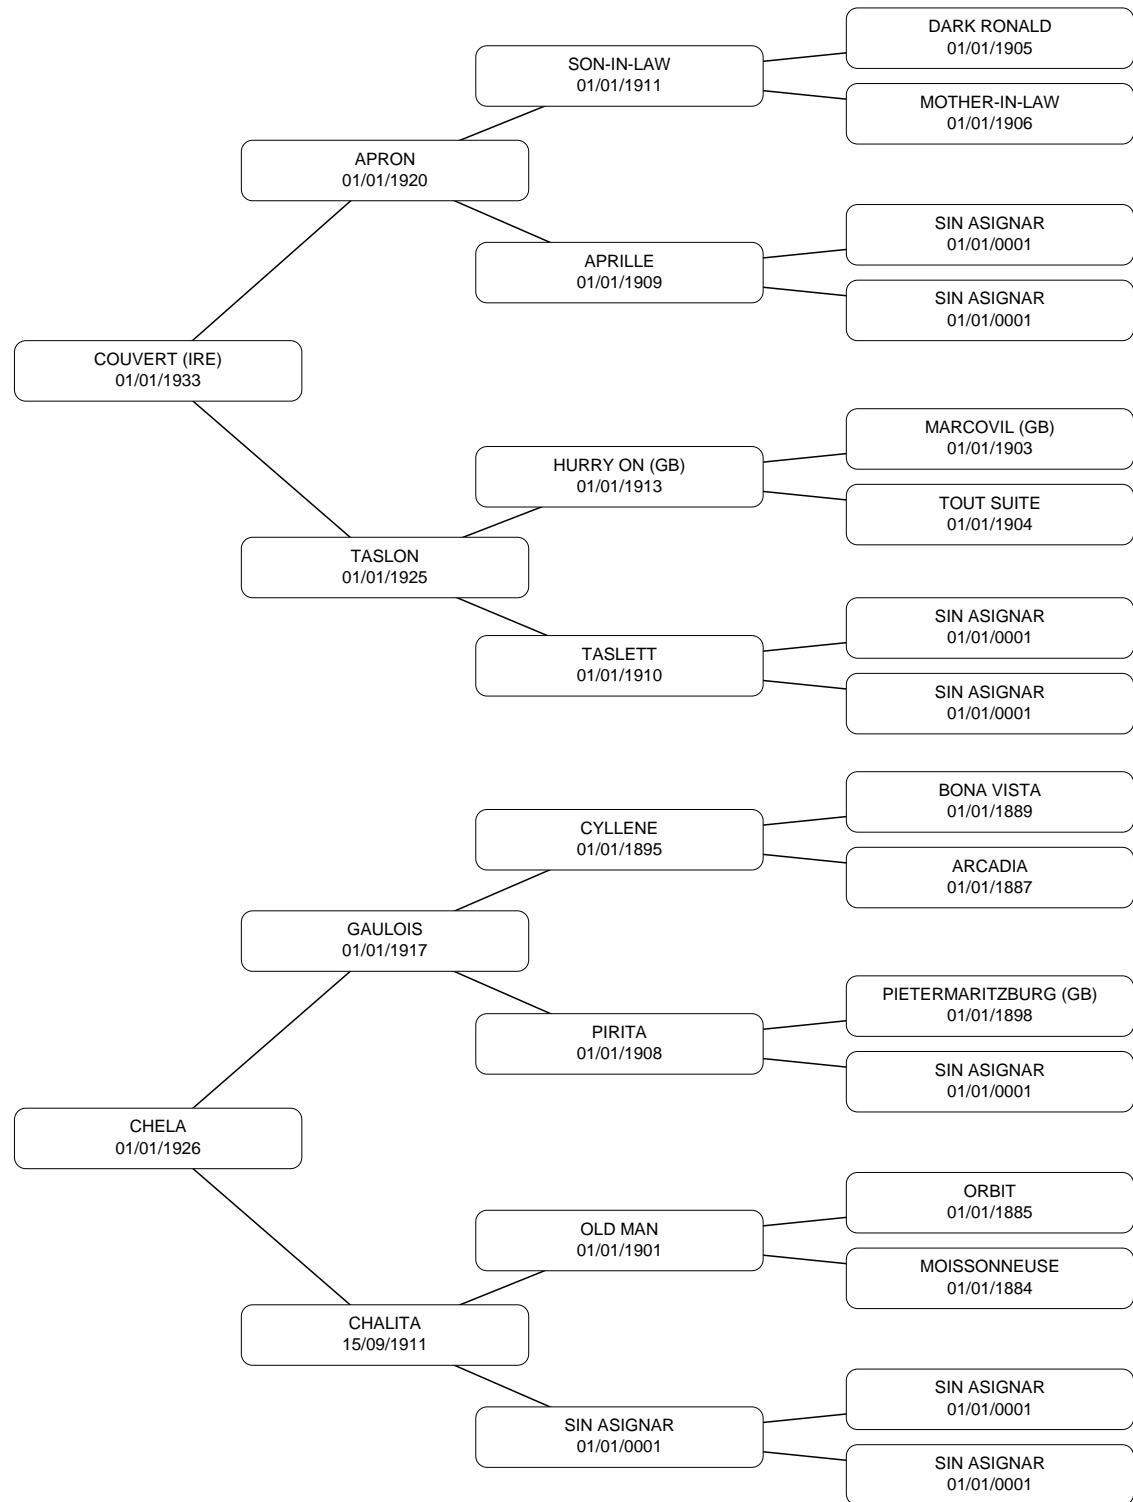 DARK RONALD
01/01/1905
SON-IN-LAW
01/01/1911
MOTHER-IN-LAW
01/01/1906
APRON
01/01/1920
SIN ASIGNAR
01/01/0001
APRILLE
01/01/1909
SIN ASIGNAR
01/01/0001
COUVERT (IRE)
01/01/1933
MARCOVIL (GB)
01/01/1903
HURRY ON (GB)
01/01/1913
TOUT SUITE
01/01/1904
TASLON
01/01/1925
SIN ASIGNAR
01/01/0001
TASLETT
01/01/1910
SIN ASIGNAR
01/01/0001
BONA VISTA
01/01/1889
CYLLENE
01/01/1895
ARCADIA
01/01/1887
GAULOIS
01/01/1917
PIETERMARITZBURG (GB)
01/01/1898
PIRITA
01/01/1908
SIN ASIGNAR
01/01/0001
CHELA
01/01/1926
ORBIT
01/01/1885
OLD MAN
01/01/1901
MOISSONNEUSE
01/01/1884
CHALITA
15/09/1911
SIN ASIGNAR
01/01/0001
SIN ASIGNAR
01/01/0001
SIN ASIGNAR
01/01/0001